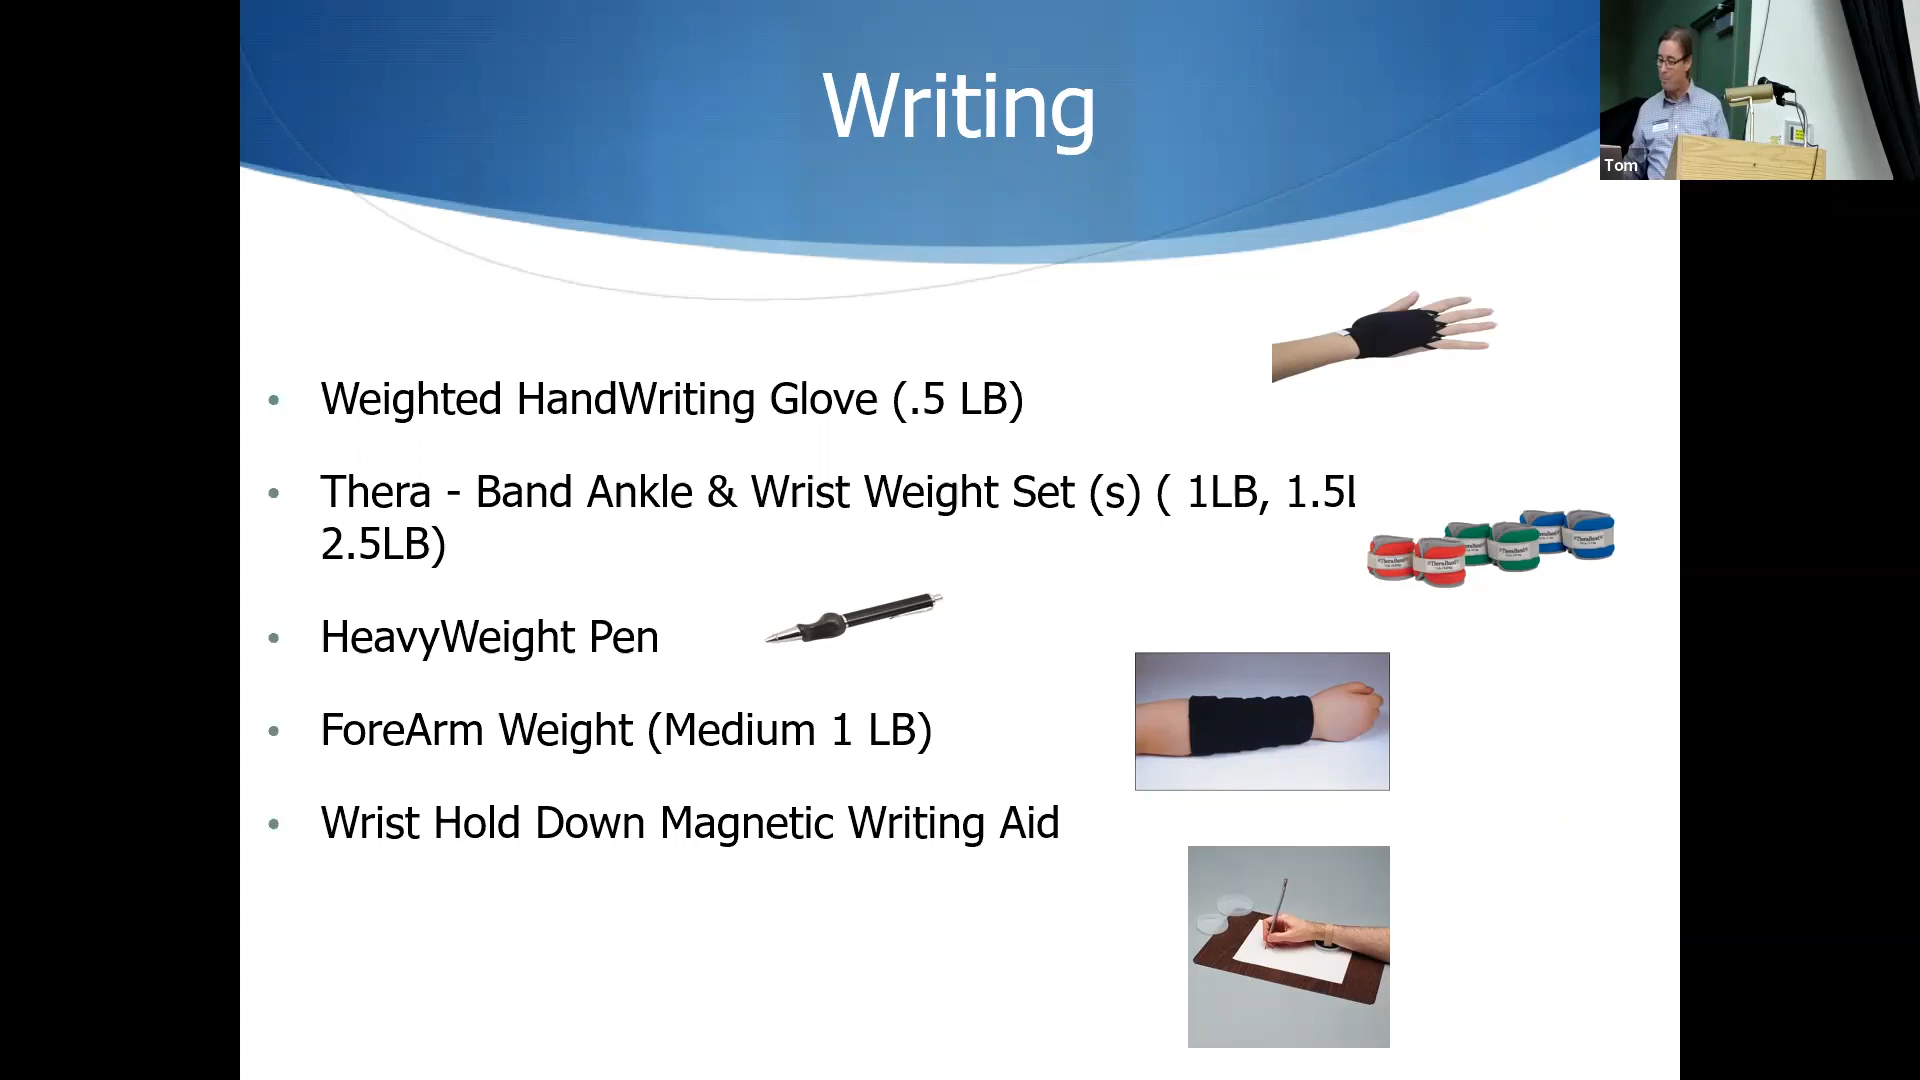 Writing
Tom
• Weighted HandWriting Glove (.5 LB)
• Thera - Band Ankle & Wrist Weight Set (s) ( 1LB, 1.5l
2.5LB)
• HeavyWeight Pen
• ForeArm Weight (Medium 1 LB)
• Wrist Hold Down Magnetic Writing Aid